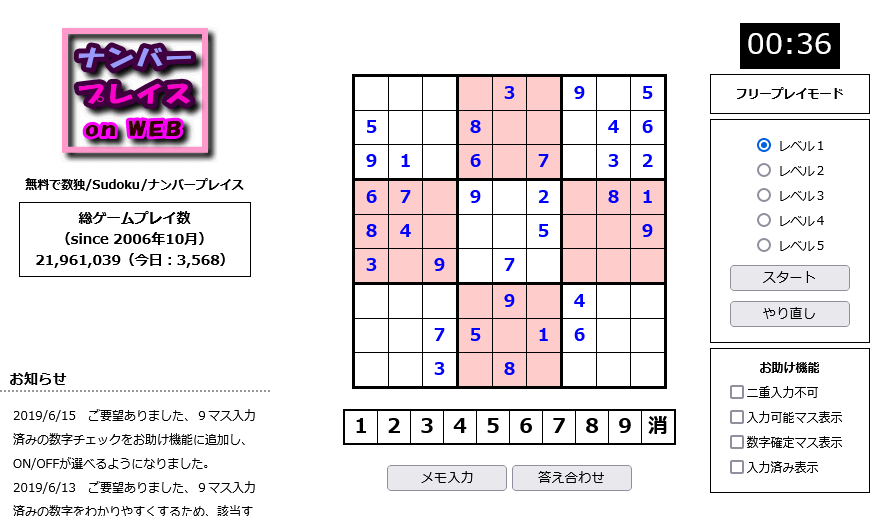 ナンバー
プレイス
on WEB
無料で数独/Sudoku/ナンバープレイス
総ゲームプレイ数
（since 2006年10月）
21,961,039（今日：3,568）
お知らせ
2019/6/15　ご要望ありました、９マス入力
済みの数字チェックをお助け機能に追加し、
ON/OFFが選べるようになりました。
2019/6/13　ご要望ありました、９マス入力
済みの数字をわかりやすくするため、該当す
3 9 5
5 8 4 6
9 1 6 7 3 2
6 7 9 2 8 1
8 4 5 9
3 9 7
9 4
7 5 1 6
3 8
1 2 3 4 5 6 7 8 9 消
メモ入力 答え合わせ
00:36
フリープレイモード
レベル１
レベル２
レベル３
レベル４
レベル５
スタート
やり直し
お助け機能
二重入力不可
入力可能マス表示
数字確定マス表示
入力済み表示